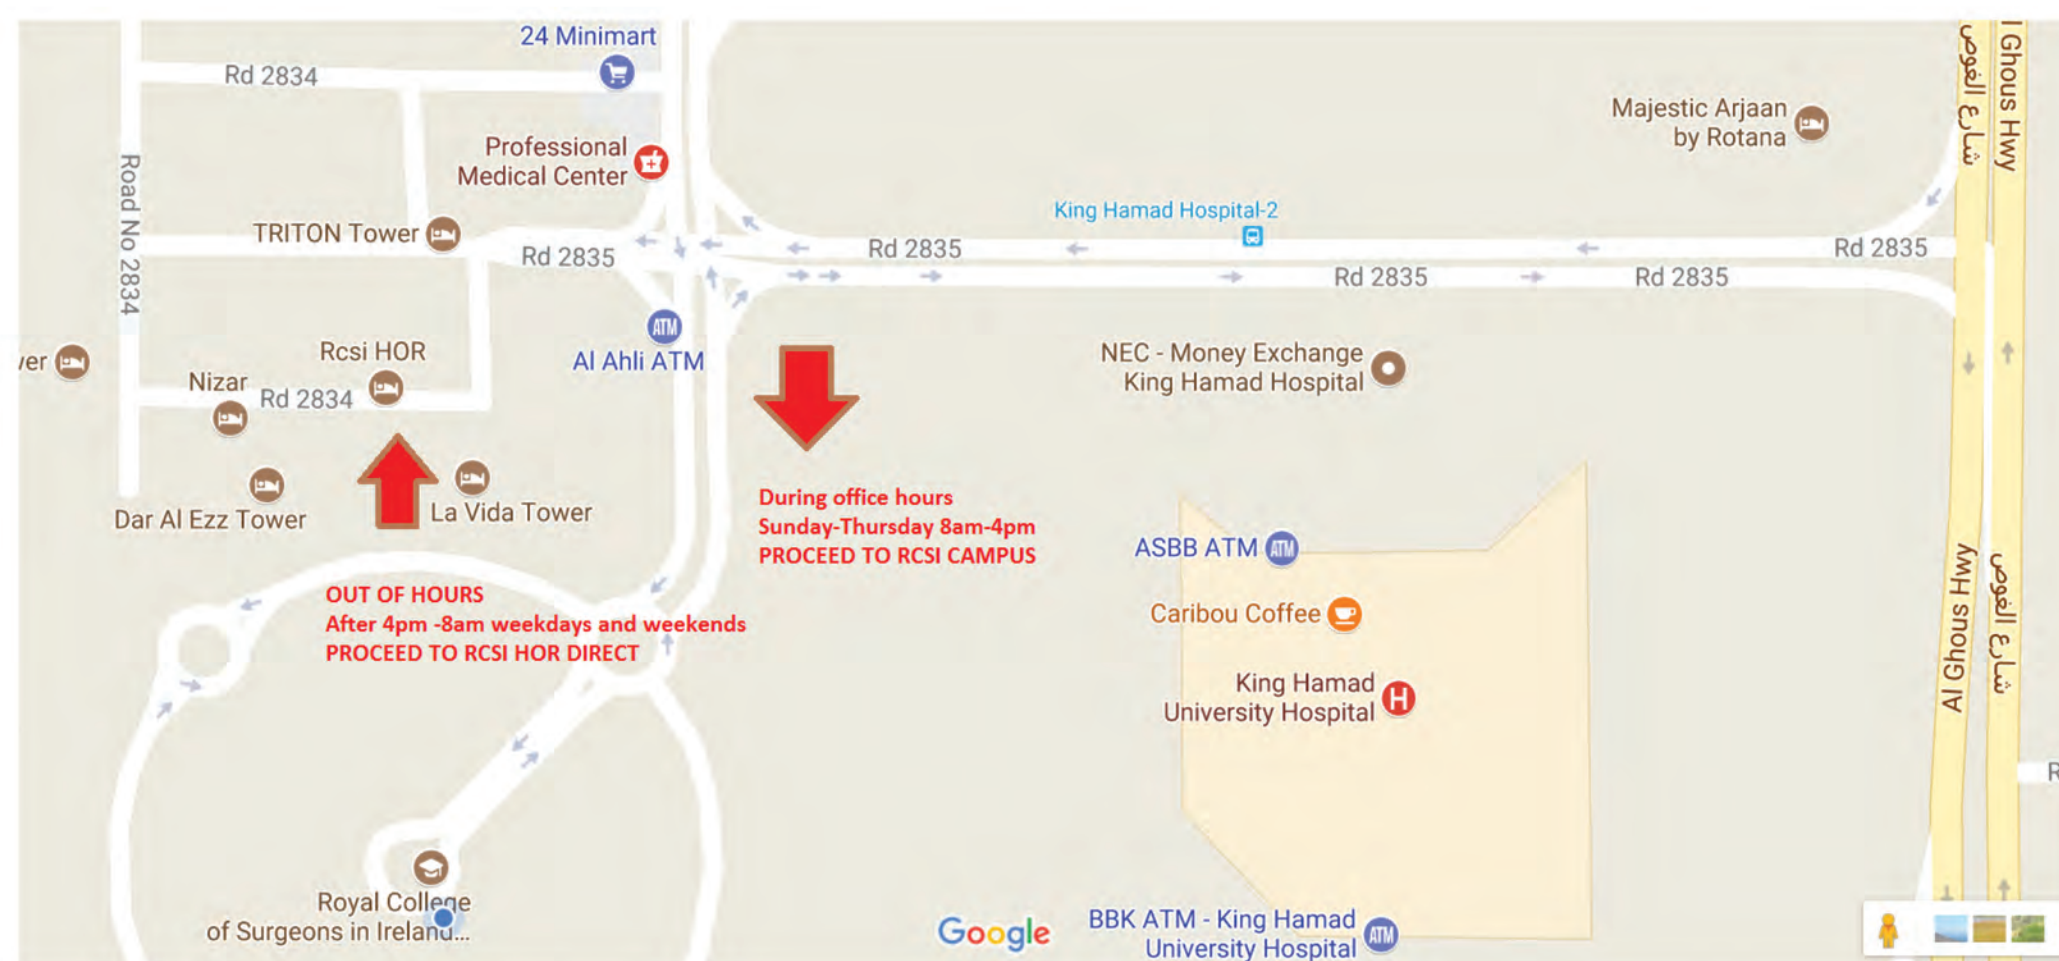 24 Minimart
Rd 2834
Professional
Medical Center
Road No 2834
TRITON Tower
Rd 2835
King Hamad Hospital-2
Rd 2835
Rd 2835
Rd 2835
Rd 2835
Majestic Arjaan
by Rotana
شارع الغوص
l Ghous Hwy
ATM
Al Ahli ATM
ver
Rcsi HOR
Nizar
Rd 2834
Dar Al Ezz Tower
La Vida Tower
NEC - Money Exchange
King Hamad Hospital
During office hours
Sunday-Thursday 8am-4pm
PROCEED TO RCSI CAMPUS
OUT OF HOURS
After 4pm -8am weekdays and weekends
PROCEED TO RCSI HOR DIRECT
ASBB ATM
ATM
Caribou Coffee
King Hamad
University Hospital
H
Al Ghous Hwy
شارع الغوص
R
Royal College
of Surgeons in Ireland...
Google
BBK ATM - King Hamad
University Hospital
ATM